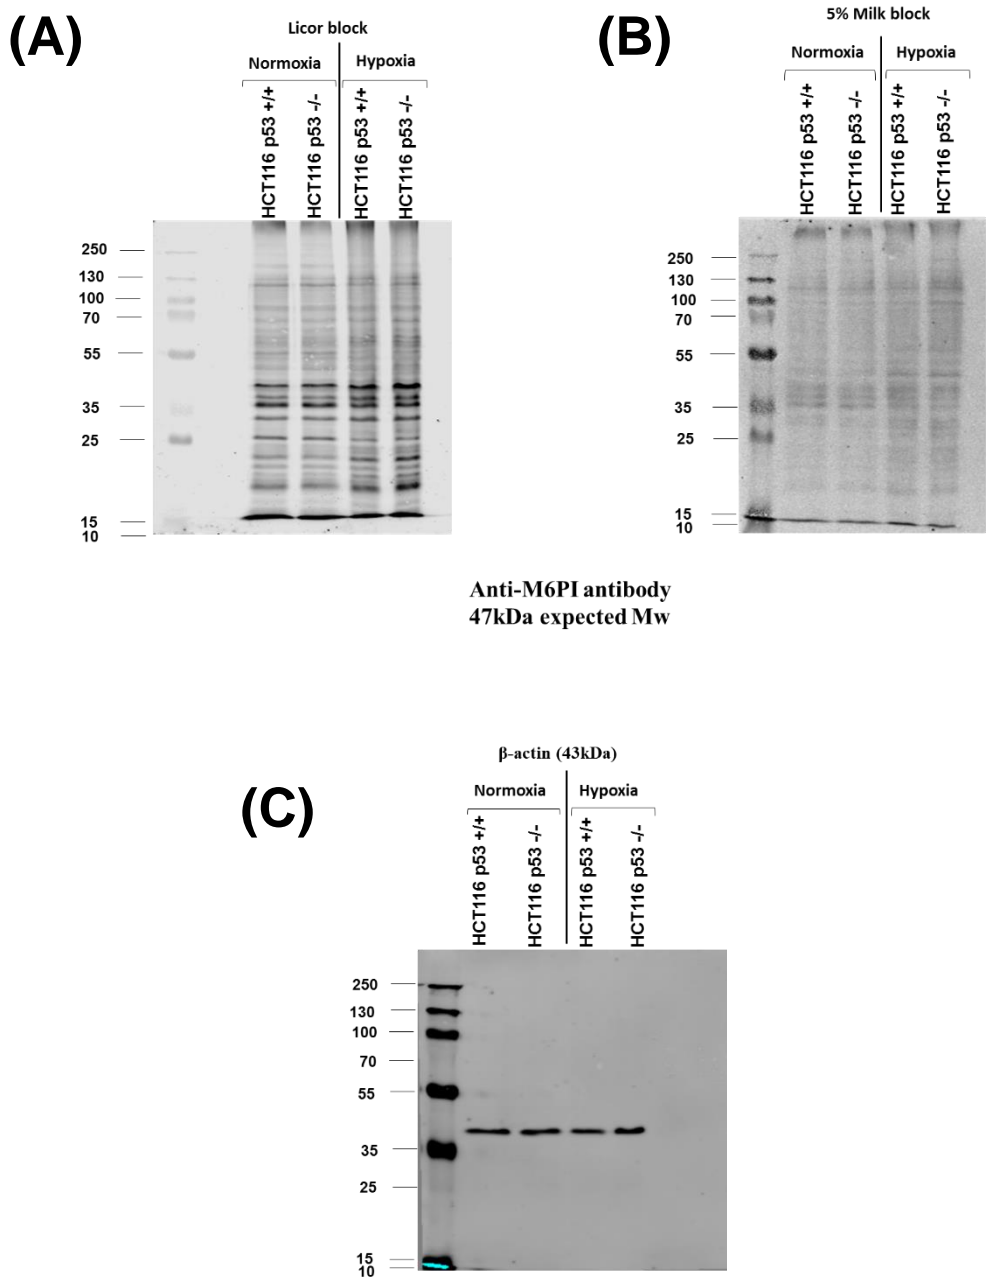 (A)
Licor block
Normoxia
Hypoxia
HCT116 p53 +/+
HCT116 p53 -/-
HCT116 p53 +/+
HCT116 p53 -/-
250
130
100
70
55
35
25
15
10
(B)
5% Milk block
Normoxia
Hypoxia
HCT116 p53 +/+
HCT116 p53 -/-
HCT116 p53 +/+
HCT116 p53 -/-
250
130
100
70
55
35
25
15
10
Anti-M6PI antibody
47kDa expected Mw
(C)
β-actin (43kDa)
Normoxia
Hypoxia
HCT116 p53 +/+
HCT116 p53 -/-
HCT116 p53 +/+
HCT116 p53 -/-
250
130
100
70
55
35
25
15
10